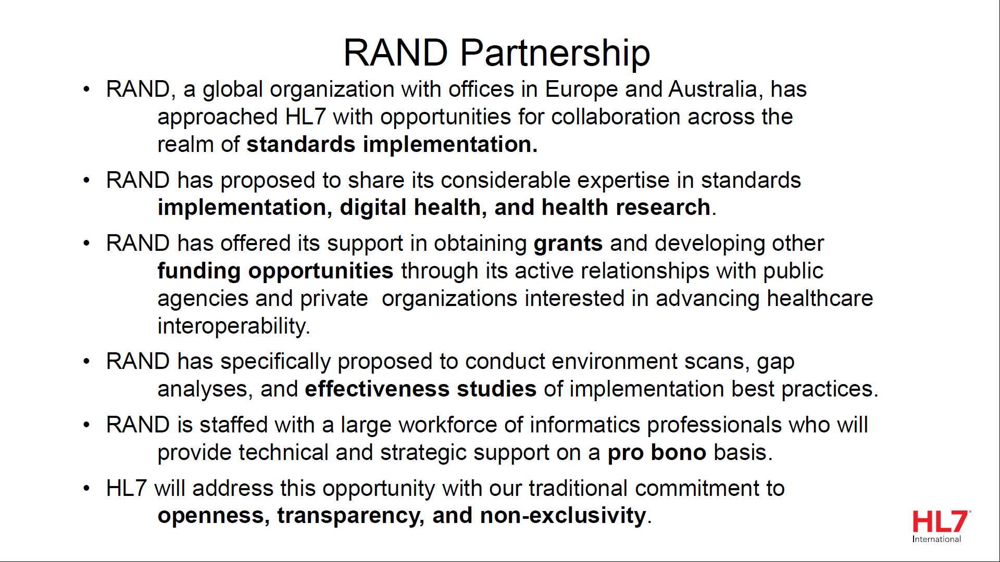 RAND Partnership
• RAND, a global organization with offices in Europe and Australia, has
approached HL7 with opportunities for collaboration across the
realm of standards implementation.
• RAND has proposed to share its considerable expertise in standards
implementation, digital health, and health research.
• RAND has offered its support in obtaining grants and developing other
funding opportunities through its active relationships with public
agencies and private  organizations interested in advancing healthcare
interoperability.
• RAND has specifically proposed to conduct environment scans, gap
analyses, and effectiveness studies of implementation best practices.
• RAND is staffed with a large workforce of informatics professionals who will
provide technical and strategic support on a pro bono basis.
• HL7 will address this opportunity with our traditional commitment to
openness, transparency, and non-exclusivity.
HL7®
International